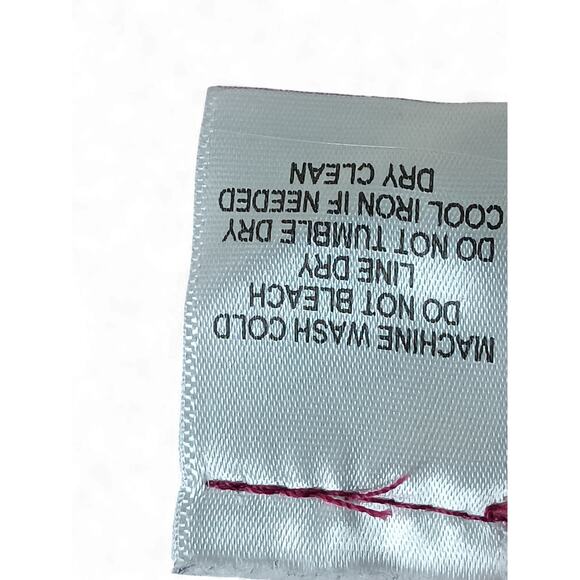 MACHINE WASH COLD
DO NOT BLEACH
LINE DRY
DO NOT TUMBLE DRY
COOL IRON IF NEEDED
DRY CLEAN